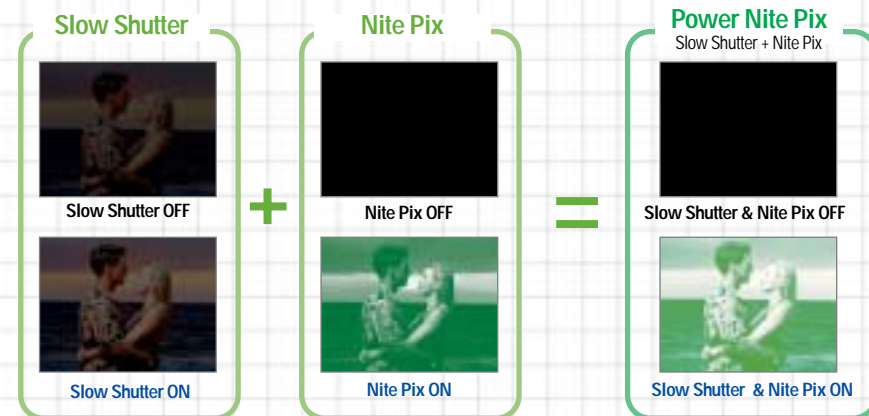 Slow Shutter
Slow Shutter OFF
Slow Shutter ON
+
Nite Pix
Nite Pix OFF
Nite Pix ON
=
Power Nite Pix
Slow Shutter + Nite Pix
Slow Shutter & Nite Pix OFF
Slow Shutter & Nite Pix ON